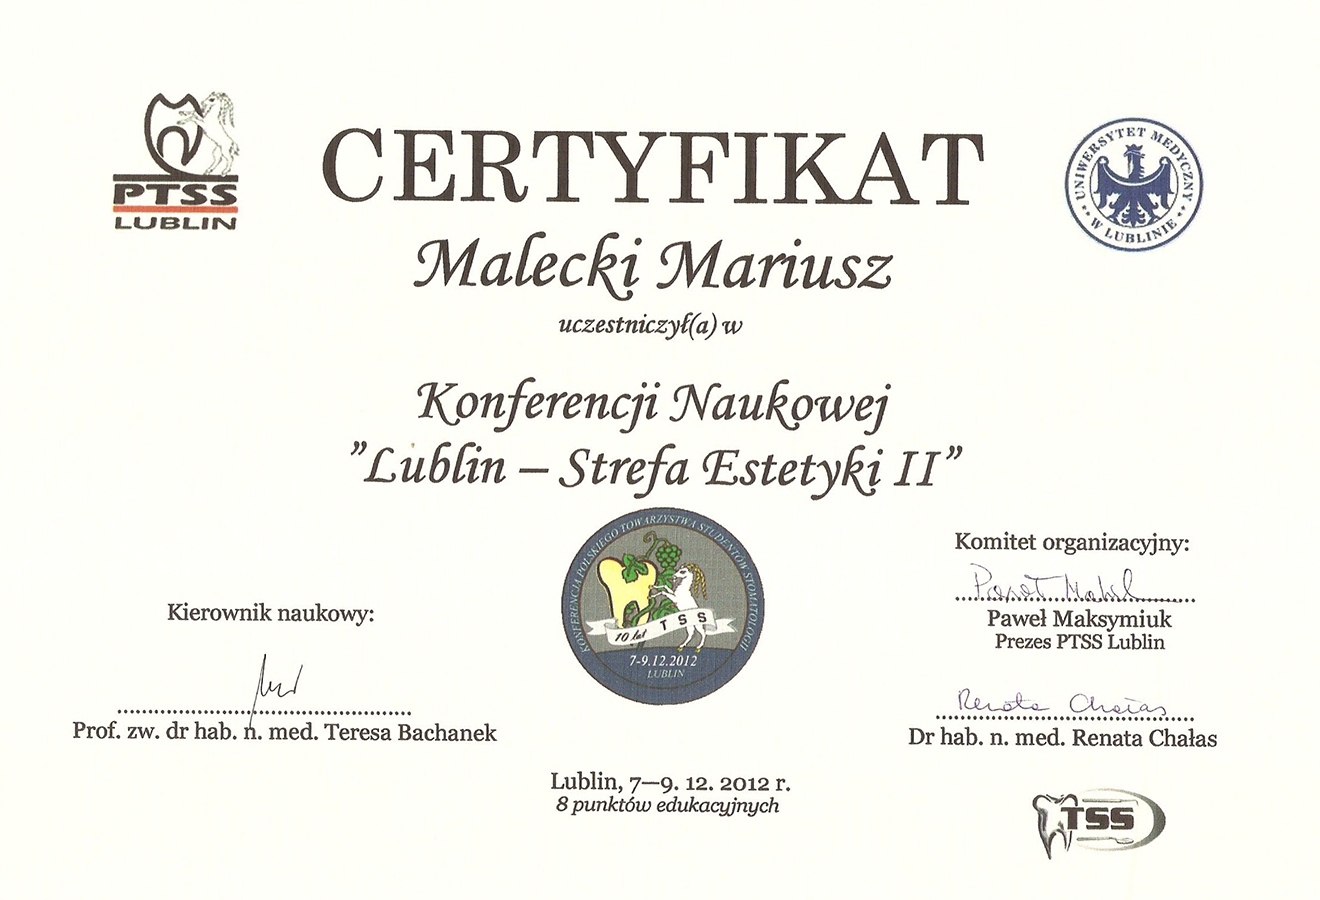 PTSS
LUBLIN
CERTYFIKAT
UNIWERSYTET MEDYCZNY
W LUBLINIE
Malecki Mariusz
uczestniczył(a) w
Konferencji Naukowej
”Lublin – Strefa Estetyki II”
KONFERENCJA POLSKIEGO TOWARZYSTWA STUDENTÓW STOMATOLOGII
10 lat TSS
7-9.12.2012
LUBLIN
Kierownik naukowy:
Prof. zw. dr hab. n. med. Teresa Bachanek
Komitet organizacyjny:
Paweł Maksymiuk
Prezes PTSS Lublin
Renata Chałas
Dr hab. n. med. Renata Chałas
Lublin, 7—9. 12. 2012 r.
8 punktów edukacyjnych
TSS